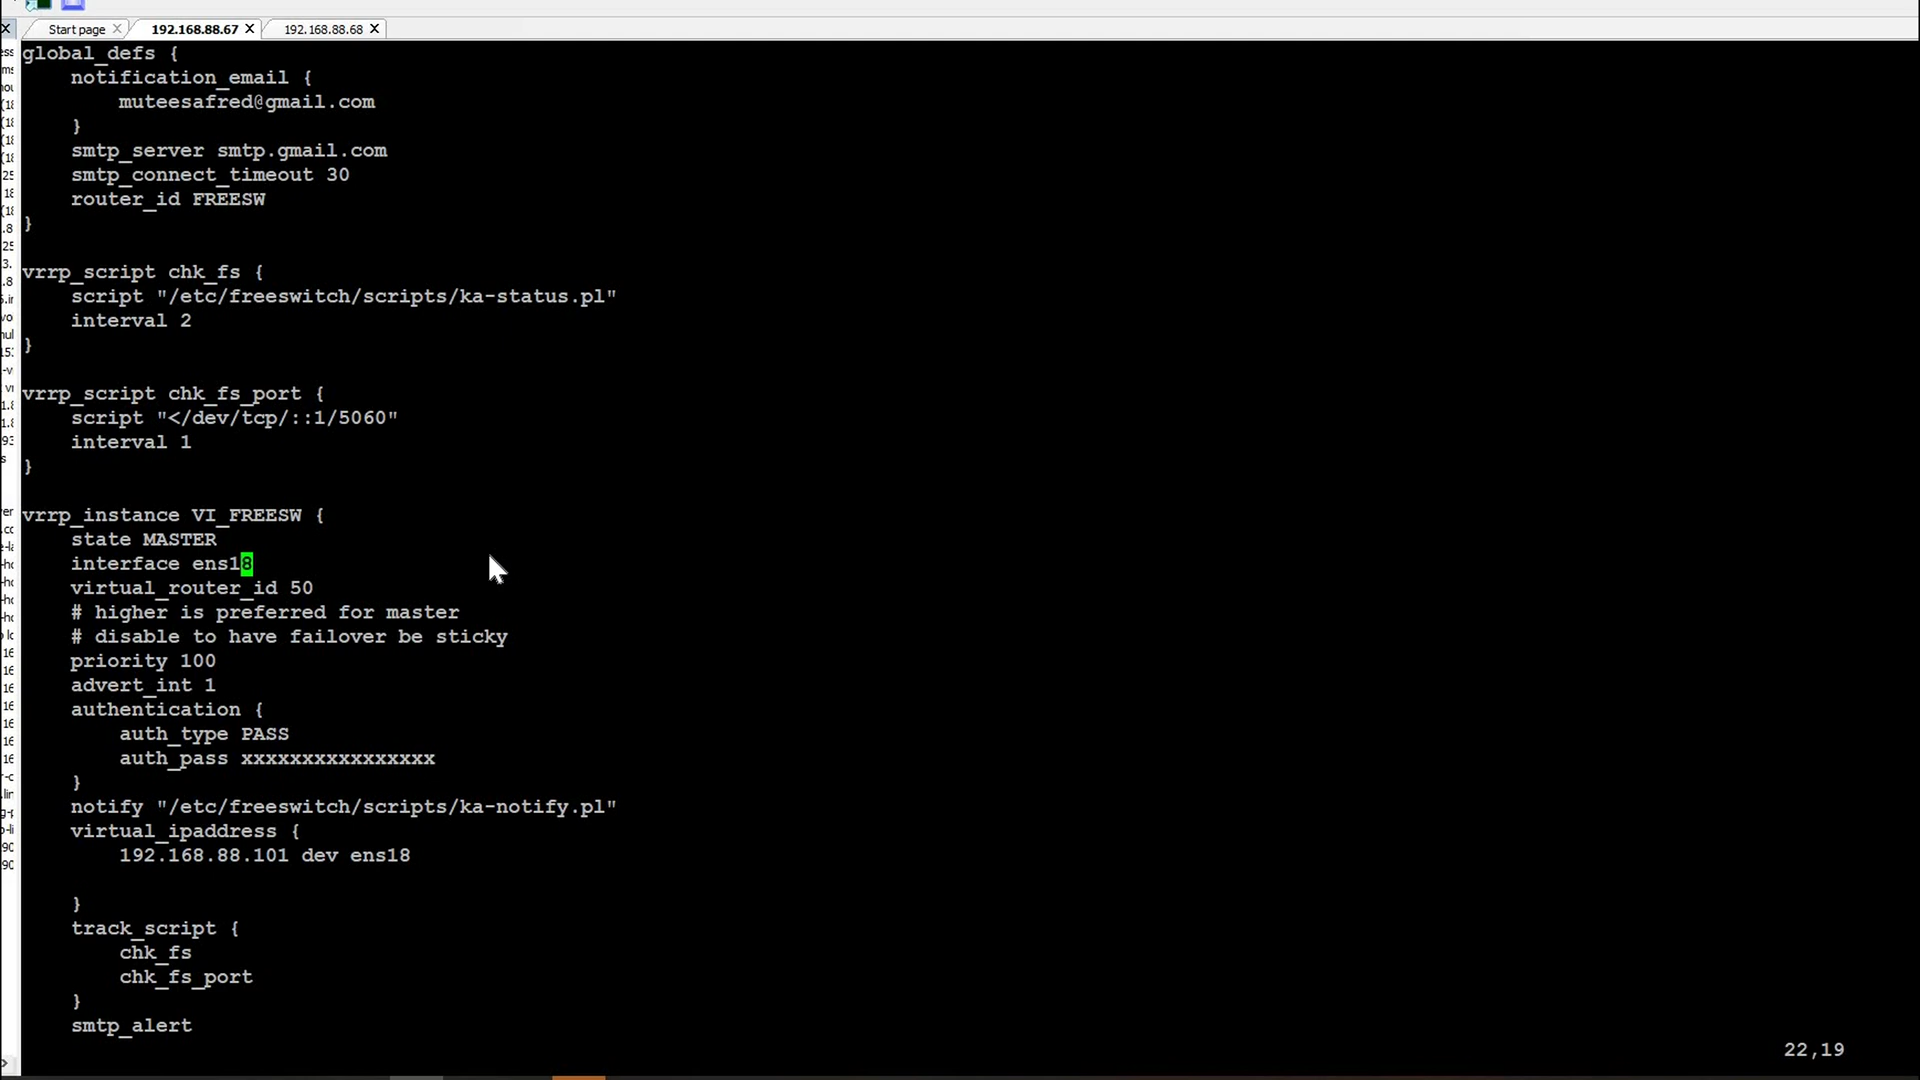 Start page
192.168.88.67
192.168.88.68
global_defs {
    notification_email {
        muteesafred@gmail.com
    }
    smtp_server smtp.gmail.com
    smtp_connect_timeout 30
    router_id FREESW
}
vrrp_script chk_fs {
    script "/etc/freeswitch/scripts/ka-status.pl"
    interval 2
}
vrrp_script chk_fs_port {
    script "</dev/tcp/::1/5060"
    interval 1
}
vrrp_instance VI_FREESW {
    state MASTER
    interface ens18
    virtual_router_id 50
    # higher is preferred for master
    # disable to have failover be sticky
    priority 100
    advert_int 1
    authentication {
        auth_type PASS
        auth_pass xxxxxxxxxxxxxxxx
    }
    notify "/etc/freeswitch/scripts/ka-notify.pl"
    virtual_ipaddress {
        192.168.88.101 dev ens18
    }
    track_script {
        chk_fs
        chk_fs_port
    }
    smtp_alert
22,19